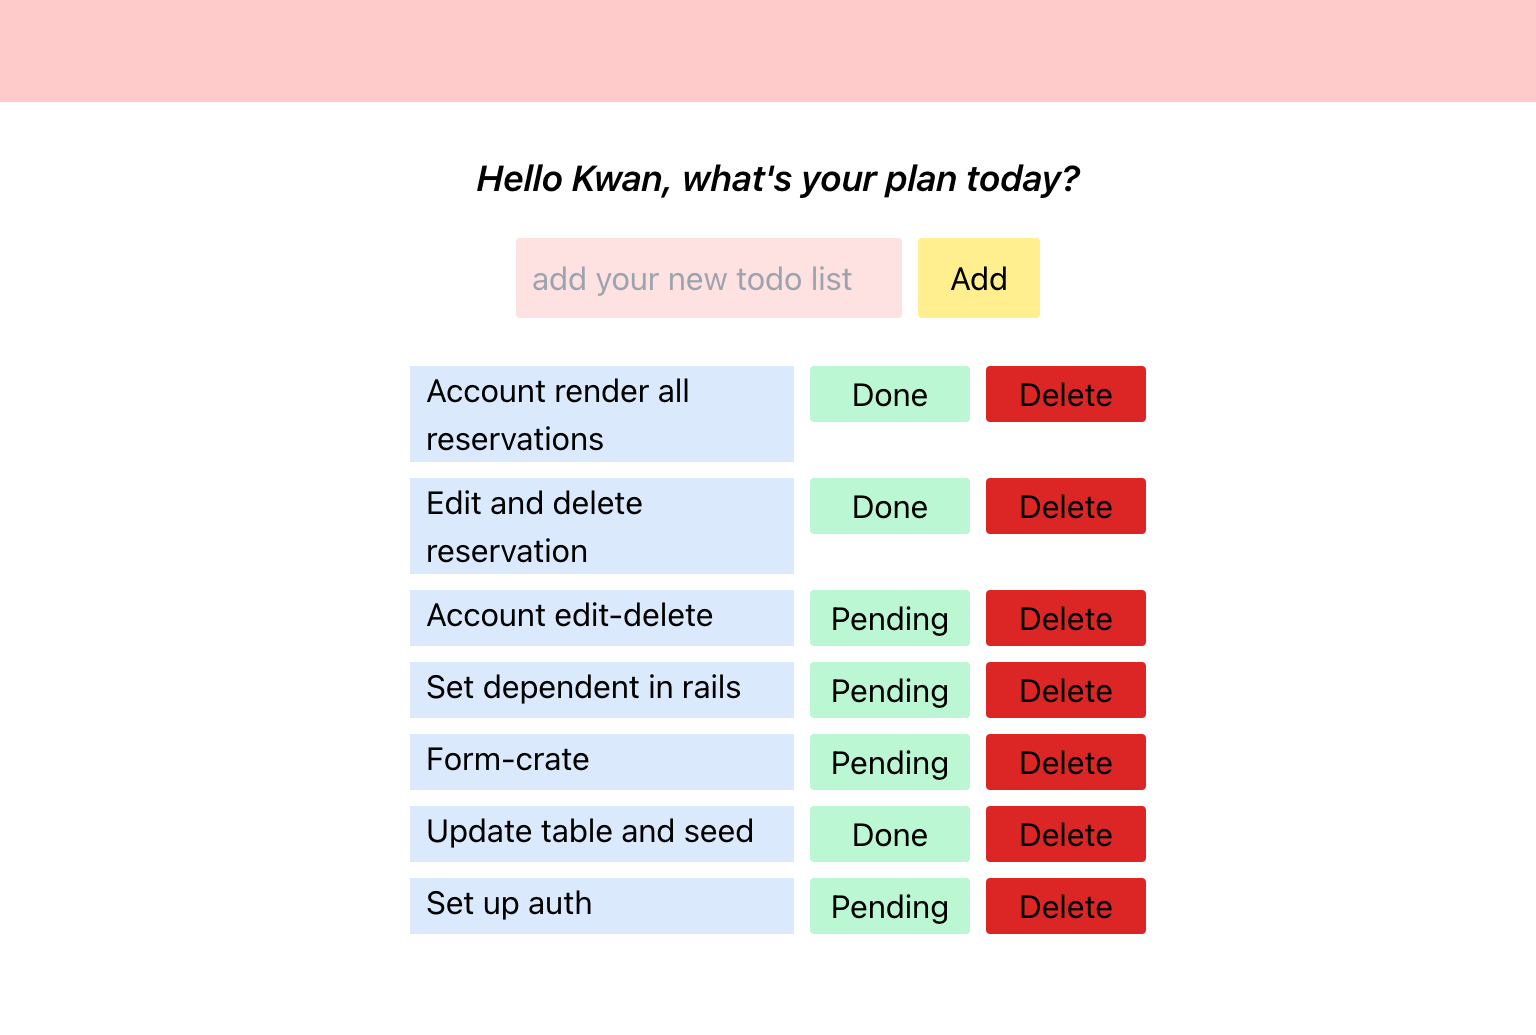 Hello Kwan, what's your plan today?
add your new todo list
Add
Account render all
reservations
Done
Delete
Edit and delete
reservation
Done
Delete
Account edit-delete
Pending
Delete
Set dependent in rails
Pending
Delete
Form-crate
Pending
Delete
Update table and seed
Done
Delete
Set up auth
Pending
Delete